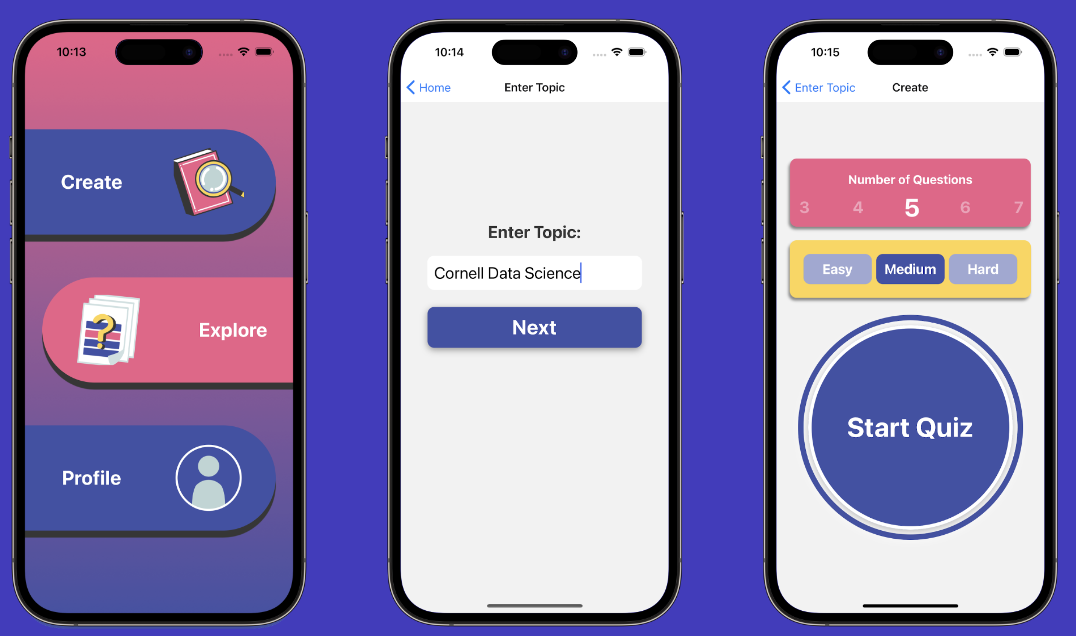 10:13
Create
Explore
Profile
10:14
Home
Enter Topic
Enter Topic:
Cornell Data Science
Next
10:15
Enter Topic
Create
Number of Questions
3 4 5 6 7
Easy Medium Hard
Start Quiz